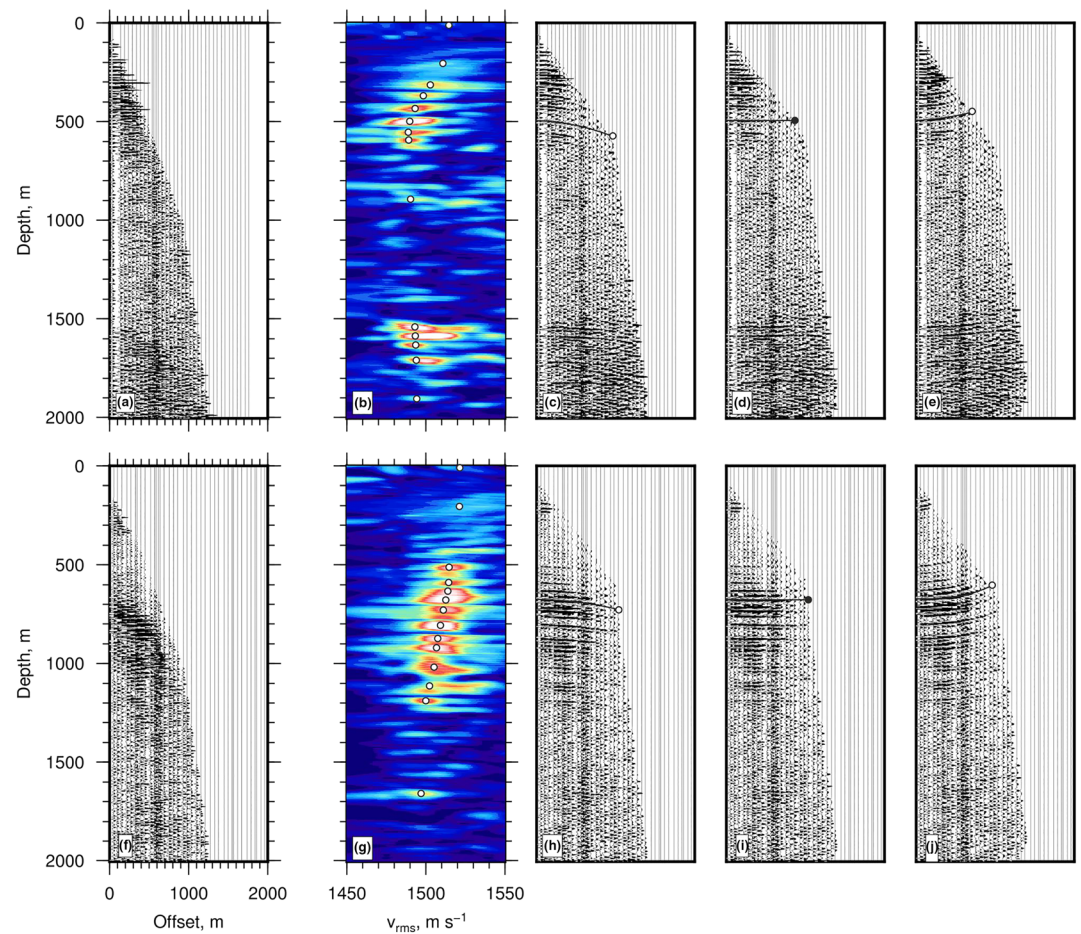 0
500
1000
1500
2000
Depth, m
(a)
(b)
(c)
(d)
(e)
0
500
1000
1500
2000
Depth, m
(f)
(g)
(h)
(i)
(j)
0 1000 2000
1450 1500 1550
Offset, m
v_rms, m s⁻¹